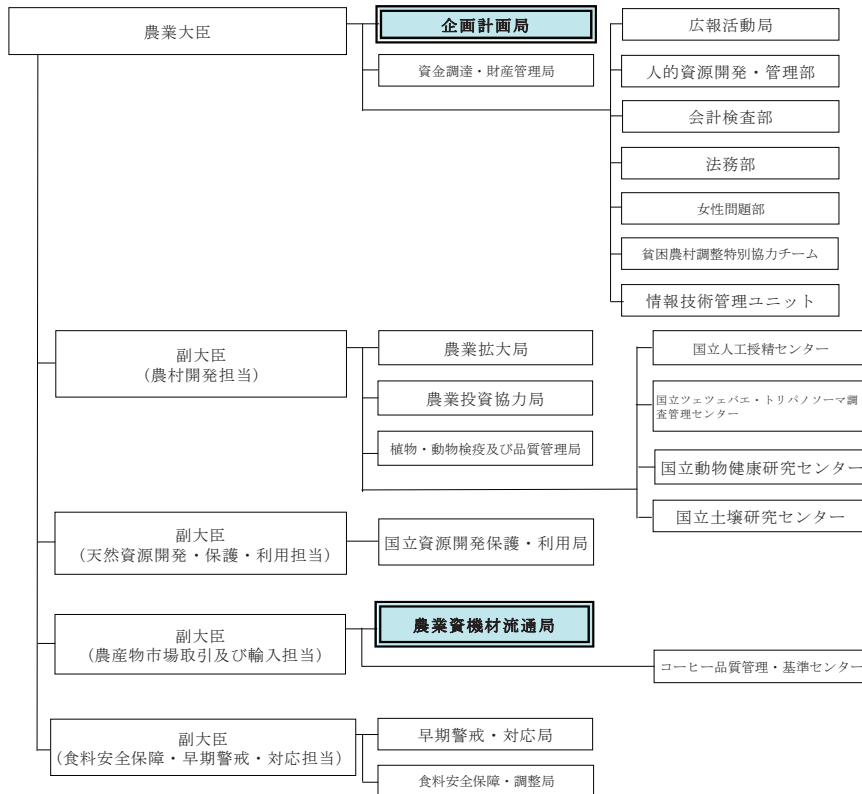 農業大臣
企画計画局
資金調達・財産管理局
広報活動局
人的資源開発・管理部
会計検査部
法務部
女性問題部
貧困農村調整特別協力チーム
情報技術管理ユニット
副大臣
(農村開発担当)
農業拡大局
農業投資協力局
植物・動物検疫及び品質管理局
国立人工授精センター
国立ツェツェバエ・トリパノソーマ調
査管理センター
国立動物健康研究センター
国立土壌研究センター
副大臣
(天然資源開発・保護・利用担当)
国立資源開発保護・利用局
副大臣
(農産物市場取引及び輸入担当)
農業資機材流通局
コーヒー品質管理・基準センター
副大臣
(食料安全保障・早期警戒・対応担当)
早期警戒・対応局
食料安全保障・調整局